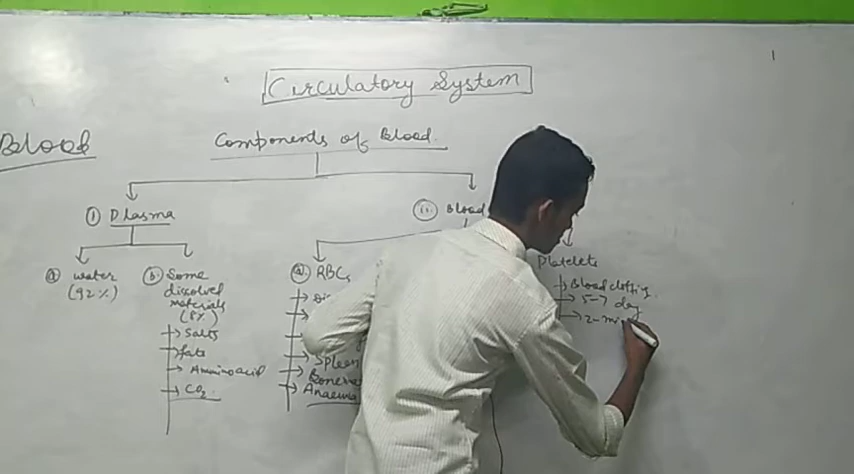 Circulatory System
Blood
Components of Blood.
① Plasma
(ii) Blood
ⓐ water
(92%)
ⓑ Some
dissolved
materials
(8%)
Salts
fats
Aminoacid
CO2.
ⓐ RBCs
Spleen
Anaemia
Platelets
Blood clotting.
5-7 day